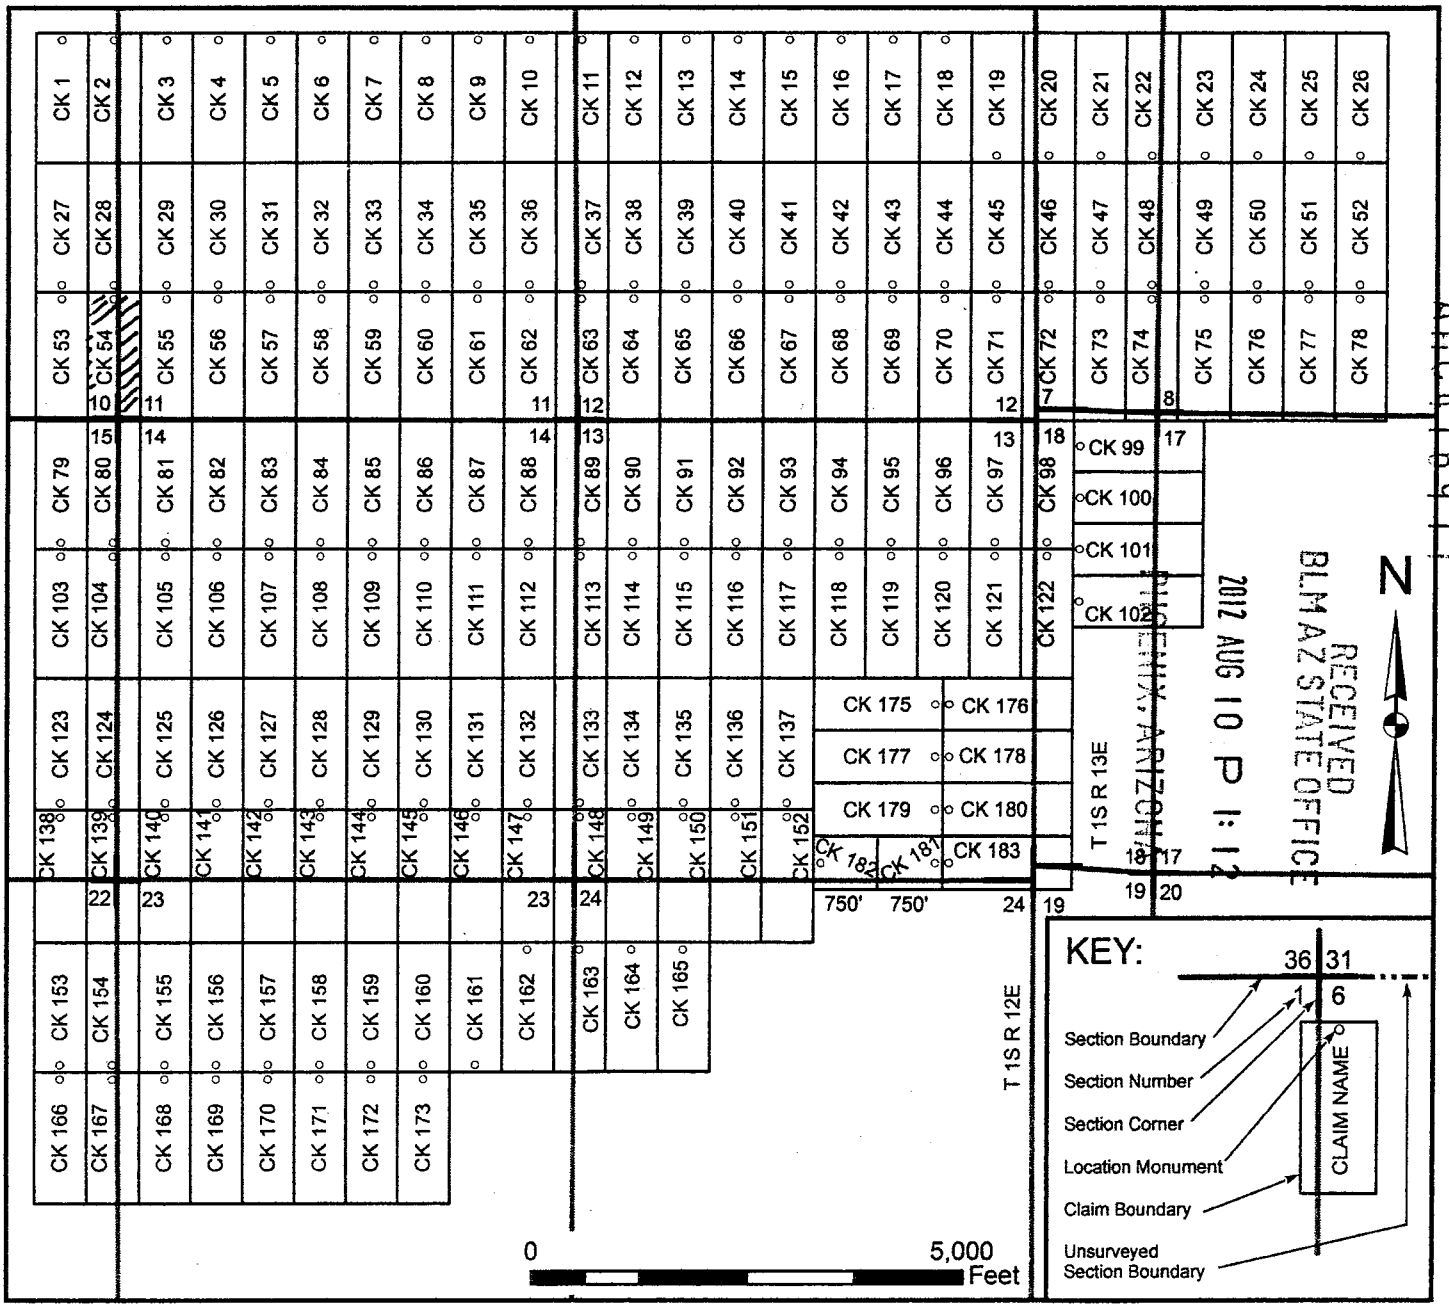 CK 1 CK 2 CK 3 CK 4 CK 5 CK 6 CK 7 CK 8 CK 9 CK 10 CK 11 CK 12 CK 13 CK 14 CK 15 CK 16 CK 17 CK 18 CK 19 CK 20 CK 21 CK 22 CK 23 CK 24 CK 25 CK 26
CK 27 CK 28 CK 29 CK 30 CK 31 CK 32 CK 33 CK 34 CK 35 CK 36 CK 37 CK 38 CK 39 CK 40 CK 41 CK 42 CK 43 CK 44 CK 45 CK 46 CK 47 CK 48 CK 49 CK 50 CK 51 CK 52
CK 53 CK 54 CK 55 CK 56 CK 57 CK 58 CK 59 CK 60 CK 61 CK 62 CK 63 CK 64 CK 65 CK 66 CK 67 CK 68 CK 69 CK 70 CK 71 CK 72 CK 73 CK 74 CK 75 CK 76 CK 77 CK 78
10 11 11 12 12 7 8
15 14 14 13 13 18 17
CK 79 CK 80 CK 81 CK 82 CK 83 CK 84 CK 85 CK 86 CK 87 CK 88 CK 89 CK 90 CK 91 CK 92 CK 93 CK 94 CK 95 CK 96 CK 97 CK 98
CK 99
CK 100
CK 101
CK 102
CK 103 CK 104 CK 105 CK 106 CK 107 CK 108 CK 109 CK 110 CK 111 CK 112 CK 113 CK 114 CK 115 CK 116 CK 117 CK 118 CK 119 CK 120 CK 121 CK 122
CK 123 CK 124 CK 125 CK 126 CK 127 CK 128 CK 129 CK 130 CK 131 CK 132 CK 133 CK 134 CK 135 CK 136 CK 137
CK 175 CK 176
CK 177 CK 178
CK 179 CK 180
CK 182 CK 181 CK 183
CK 138 CK 139 CK 140 CK 141 CK 142 CK 143 CK 144 CK 145 CK 146 CK 147 CK 148 CK 149 CK 150 CK 151 CK 152
18 17
22 23 23 24 750' 750' 24 19 19 20
CK 153 CK 154 CK 155 CK 156 CK 157 CK 158 CK 159 CK 160 CK 161 CK 162 CK 163 CK 164 CK 165
CK 166 CK 167 CK 168 CK 169 CK 170 CK 171 CK 172 CK 173
T 1S R 13E
T 1S R 12E
RECEIVED
BLM AZ STATE OFFICE
2012 AUG 10 P 1: 12
PHOENIX, ARIZONA
N
0 5,000
Feet
KEY:
36 31
1 6
Section Boundary
Section Number
Section Corner
Location Monument
Claim Boundary
Unsurveyed
Section Boundary
CLAIM NAME